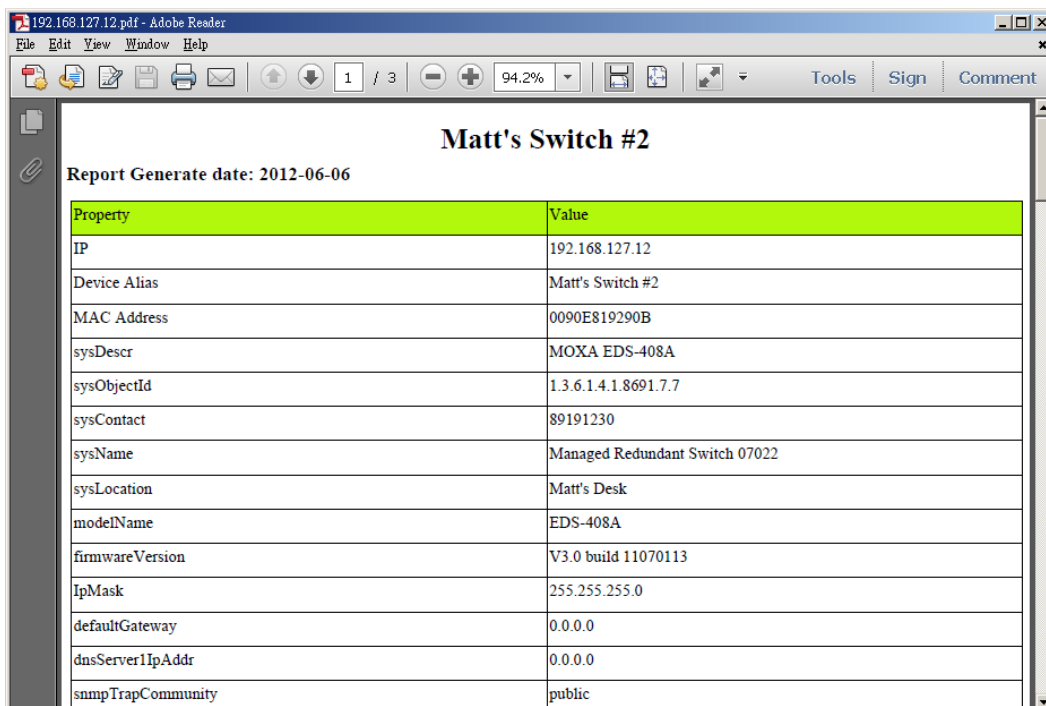 192.168.127.12.pdf - Adobe Reader
File Edit View Window Help
1 / 3 94.2% Tools Sign Comment
Matt's Switch #2
Report Generate date: 2012-06-06
Property Value
IP 192.168.127.12
Device Alias Matt's Switch #2
MAC Address 0090E819290B
sysDescr MOXA EDS-408A
sysObjectId 1.3.6.1.4.1.8691.7.7
sysContact 89191230
sysName Managed Redundant Switch 07022
sysLocation Matt's Desk
modelName EDS-408A
firmwareVersion V3.0 build 11070113
IpMask 255.255.255.0
defaultGateway 0.0.0.0
dnsServer1IpAddr 0.0.0.0
snmpTrapCommunity public